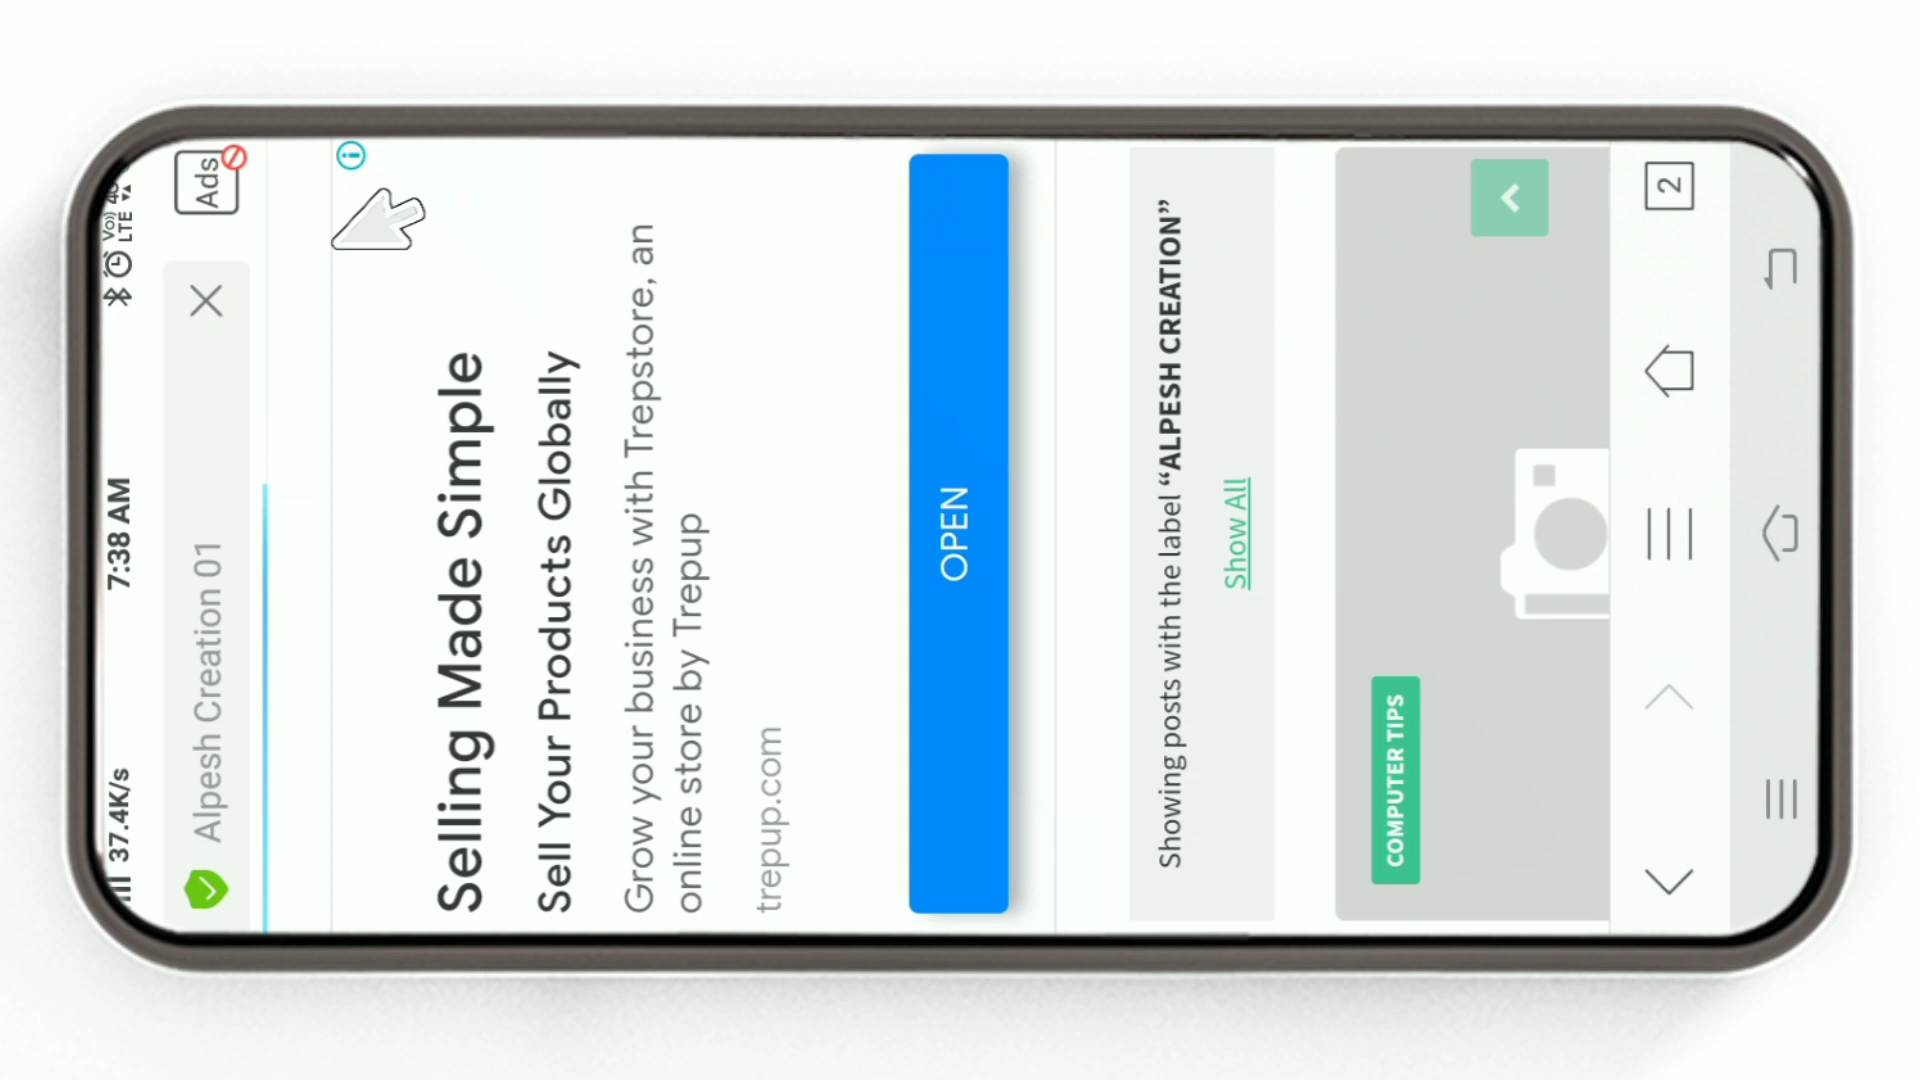 37.4K/s 7:38 AM Vo)) LTE
Alpesh Creation 01
Ads
Selling Made Simple
Sell Your Products Globally
Grow your business with Trepstore, an
online store by Trepup
trepup.com
OPEN
Showing posts with the label “ALPESH CREATION”
Show All
COMPUTER TIPS
2